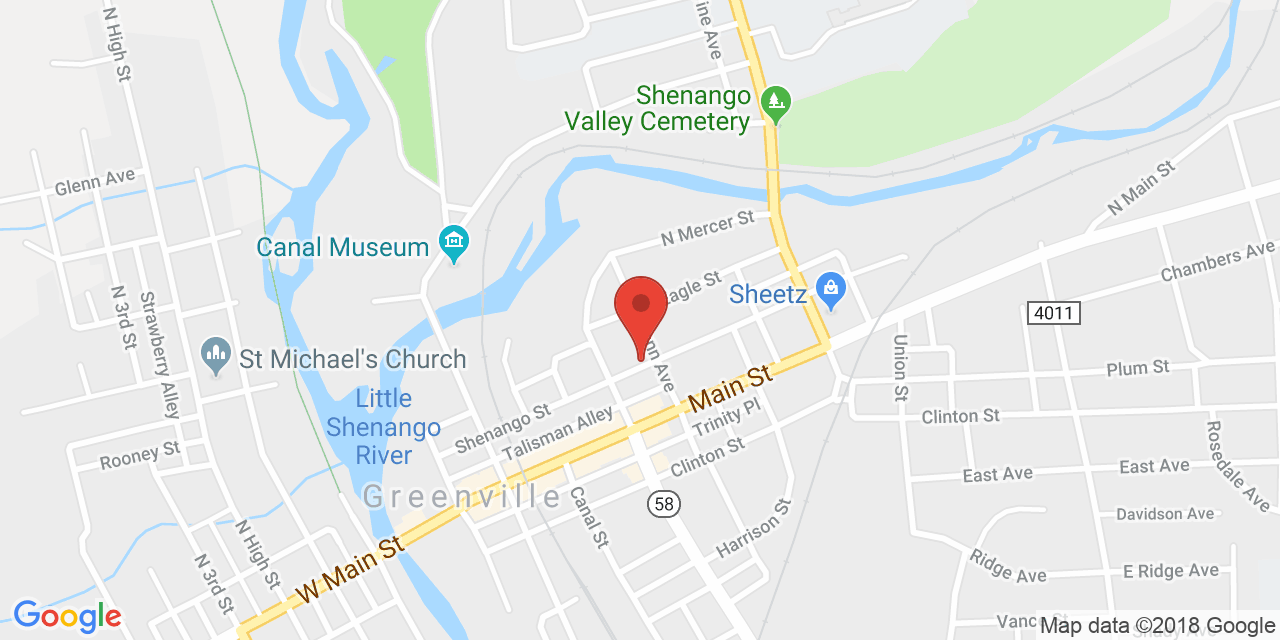 N High St
ine Ave
Shenango
Valley Cemetery
Glenn Ave
N Main St
N Mercer St
Canal Museum
Chambers Ave
Eagle St
Sheetz
N 3rd St
Strawberry Alley
4011
nn Ave
Union St
St Michael's Church
Plum St
Main St
Little
Shenango
River
Shenango St
Talisman Alley
Trinity Pl
Clinton St
Clinton St
Rosedale Ave
Rooney St
East Ave
East Ave
Greenville
58
Canal St
Harrison St
Davidson Ave
N High St
W Main St
N 3rd St
Ridge Ave
E Ridge Ave
Google
Map data ©2018 Google